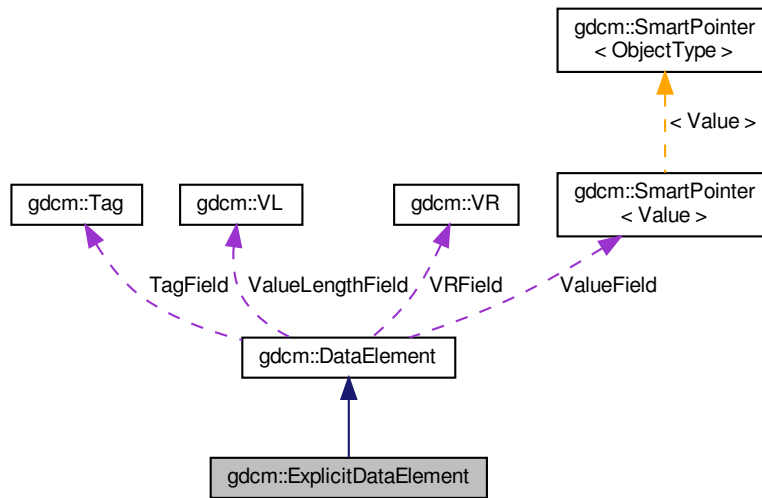 gdcm::SmartPointer
< ObjectType >
< Value >
gdcm::Tag
gdcm::VL
gdcm::VR
gdcm::SmartPointer
< Value >
TagField
ValueLengthField
VRField
ValueField
gdcm::DataElement
gdcm::ExplicitDataElement